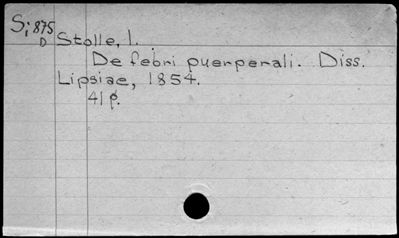 S;875
D
Stolle, I.
De febri puerperali. Diss.
Lipsiae, 1854.
41 p.